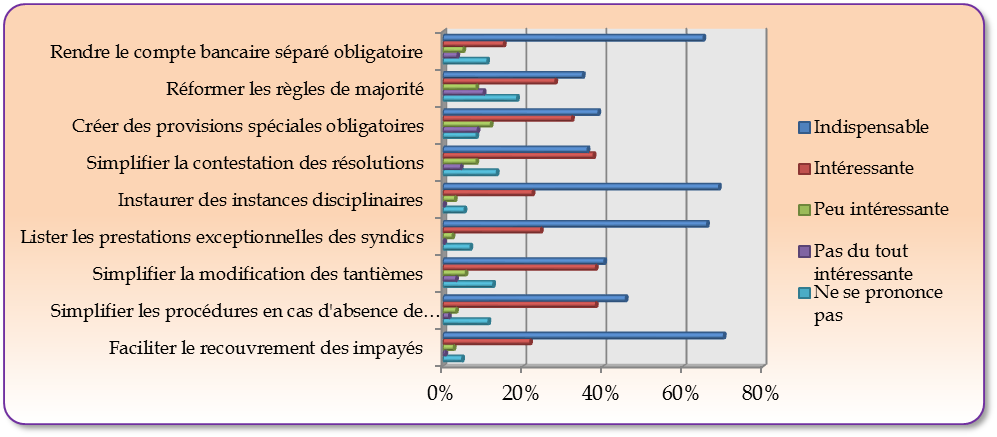 Rendre le compte bancaire séparé obligatoire
Réformer les règles de majorité
Créer des provisions spéciales obligatoires
Simplifier la contestation des résolutions
Instaurer des instances disciplinaires
Lister les prestations exceptionnelles des syndics
Simplifier la modification des tantièmes
Simplifier les procédures en cas d'absence de…
Faciliter le recouvrement des impayés
0% 20% 40% 60% 80%
Indispensable
Intéressante
Peu intéressante
Pas du tout
intéressante
Ne se prononce
pas